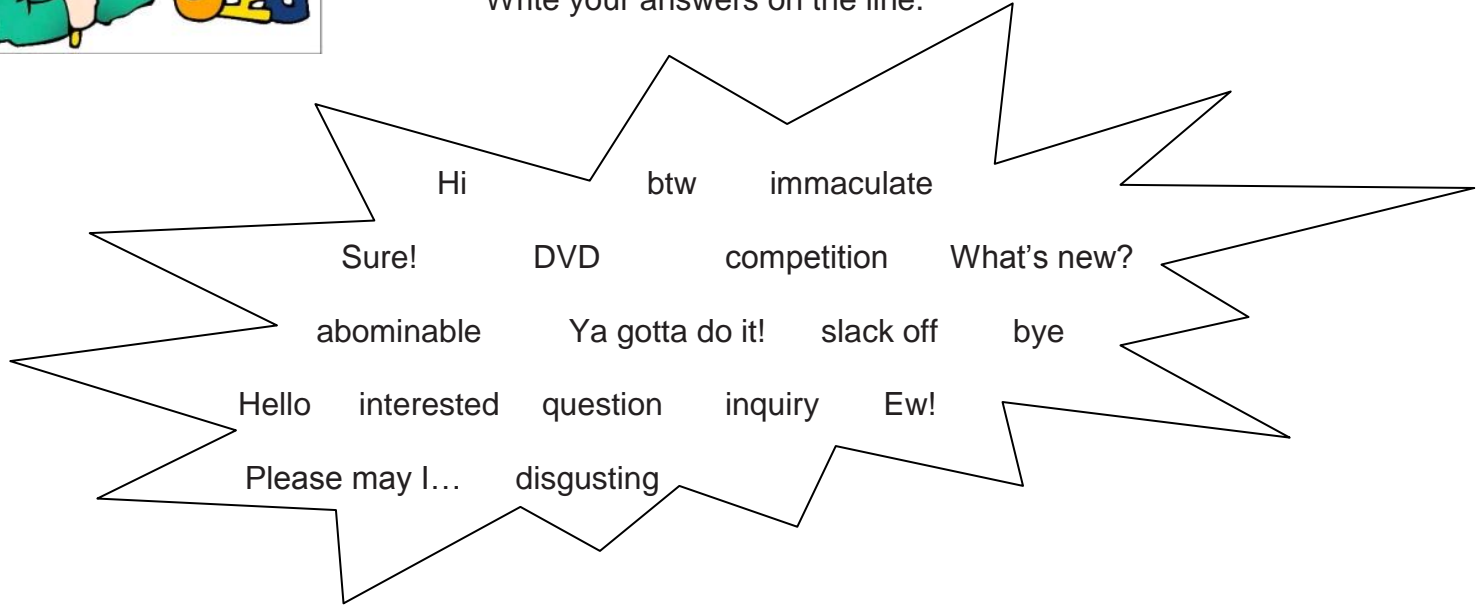 Write your answers on the line.
Hi btw immaculate
Sure! DVD competition What’s new?
abominable Ya gotta do it! slack off bye
Hello interested question inquiry Ew!
Please may I… disgusting